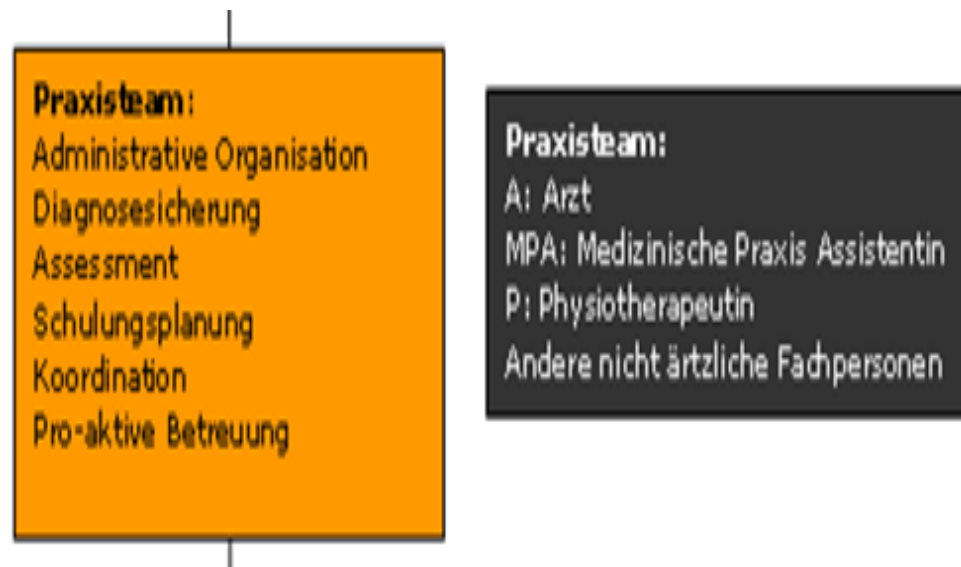 Praxisteam:
Administrative Organisation
Diagnosesicherung
Assessment
Schulungsplanung
Koordination
Pro-aktive Betreuung
Praxisteam:
A: Arzt
MPA: Medizinische Praxis Assistentin
P: Physiotherapeutin
Andere nicht ärtzliche Fachpersonen